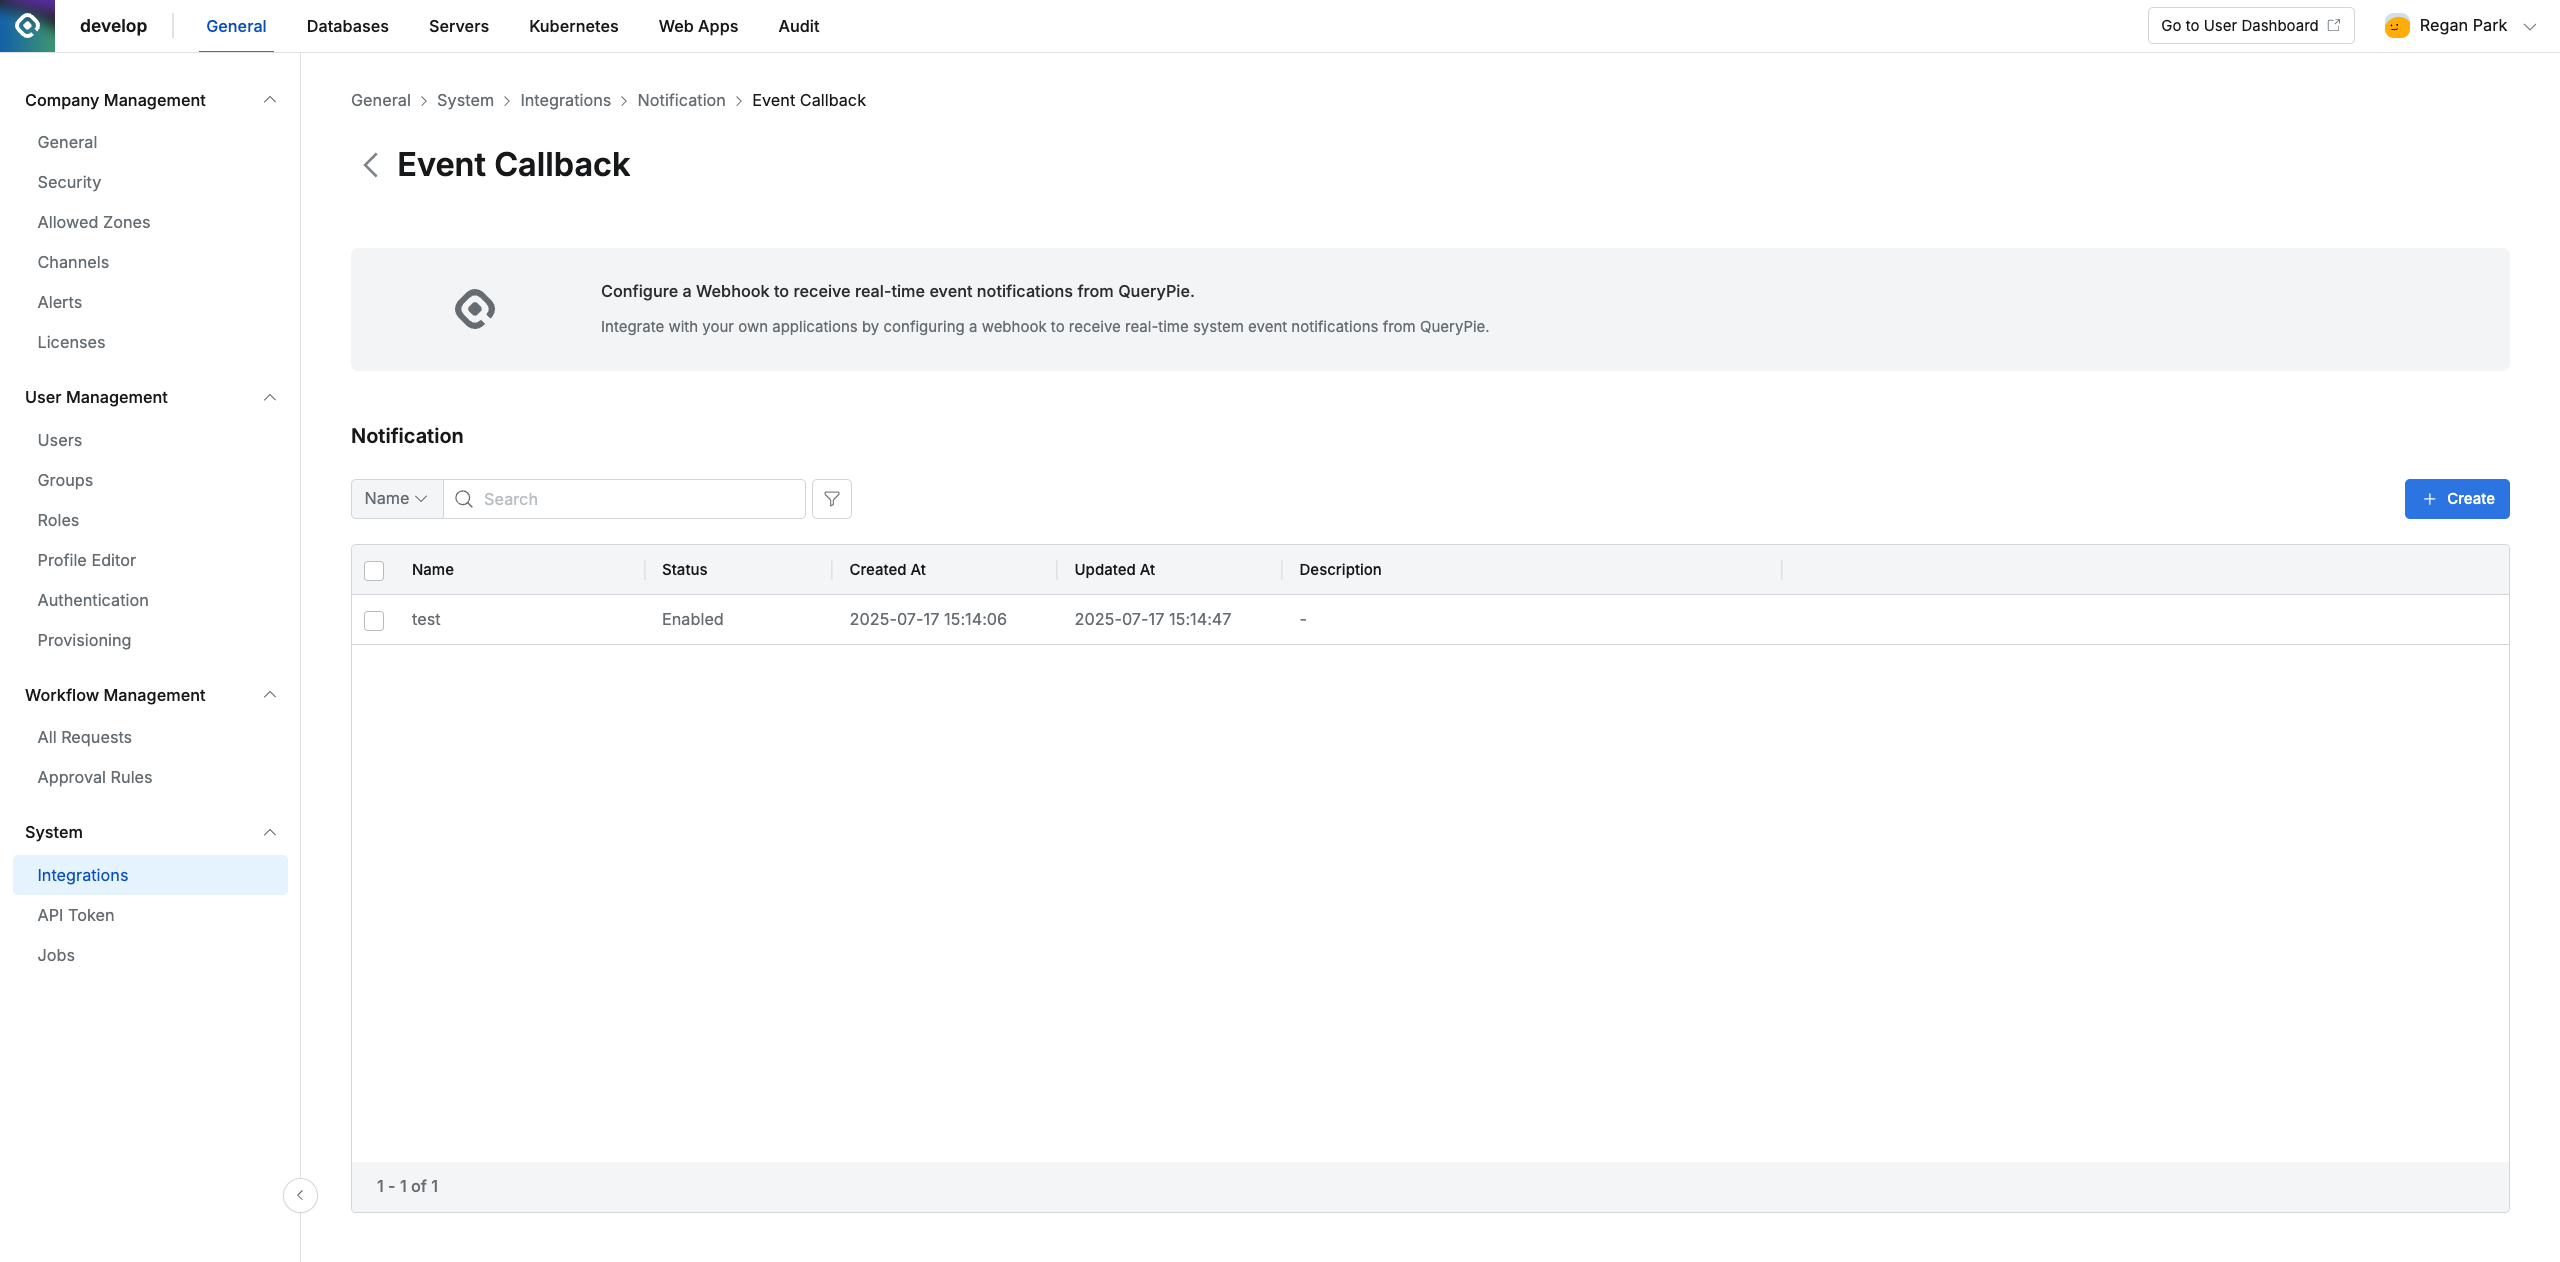 develop
General
Databases
Servers
Kubernetes
Web Apps
Audit
Go to User Dashboard
Regan Park
Company Management
General
Security
Allowed Zones
Channels
Alerts
Licenses
User Management
Users
Groups
Roles
Profile Editor
Authentication
Provisioning
Workflow Management
All Requests
Approval Rules
System
Integrations
API Token
Jobs
General > System > Integrations > Notification > Event Callback
Event Callback
Configure a Webhook to receive real-time event notifications from QueryPie.
Integrate with your own applications by configuring a webhook to receive real-time system event notifications from QueryPie.
Notification
Name
Search
+ Create
Name Status Created At Updated At Description
test Enabled 2025-07-17 15:14:06 2025-07-17 15:14:47 -
1 - 1 of 1